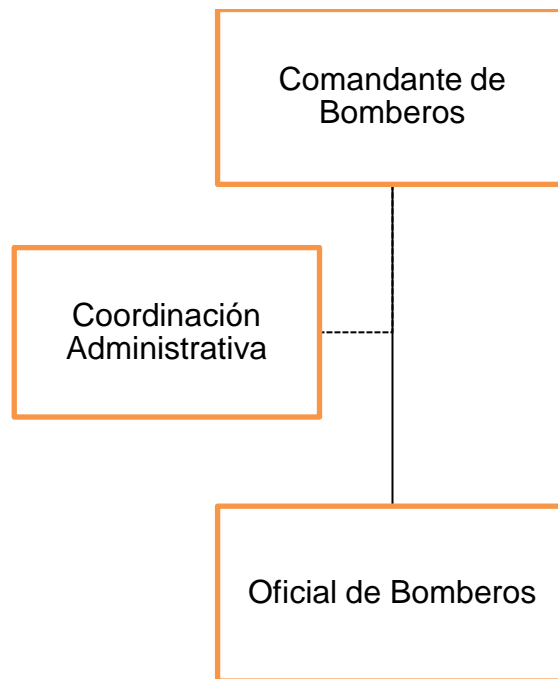 Comandante de
Bomberos
Coordinación
Administrativa
Oficial de Bomberos